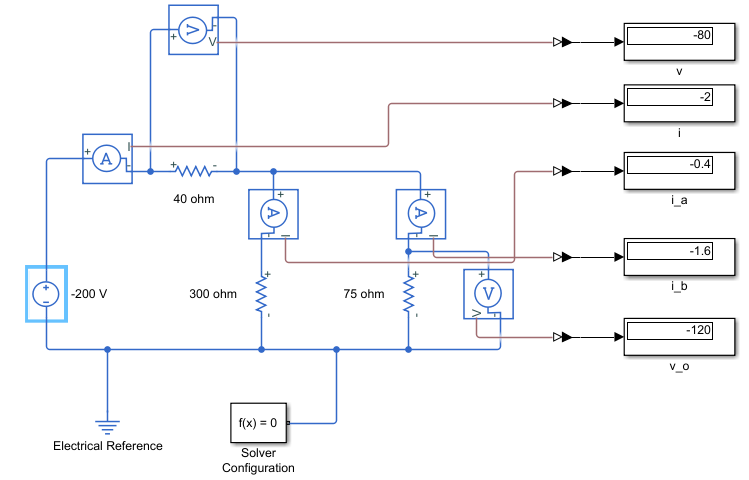 V
+
-
V
-80
v
-2
i
+
A
I
-
+
-
40 ohm
-0.4
i_a
+
A
-
I
+
A
-
I
-1.6
i_b
+
-
-200 V
300 ohm
+
-
75 ohm
+
-
+
V
-
V
-120
v_o
f(x) = 0
Electrical Reference
Solver
Configuration